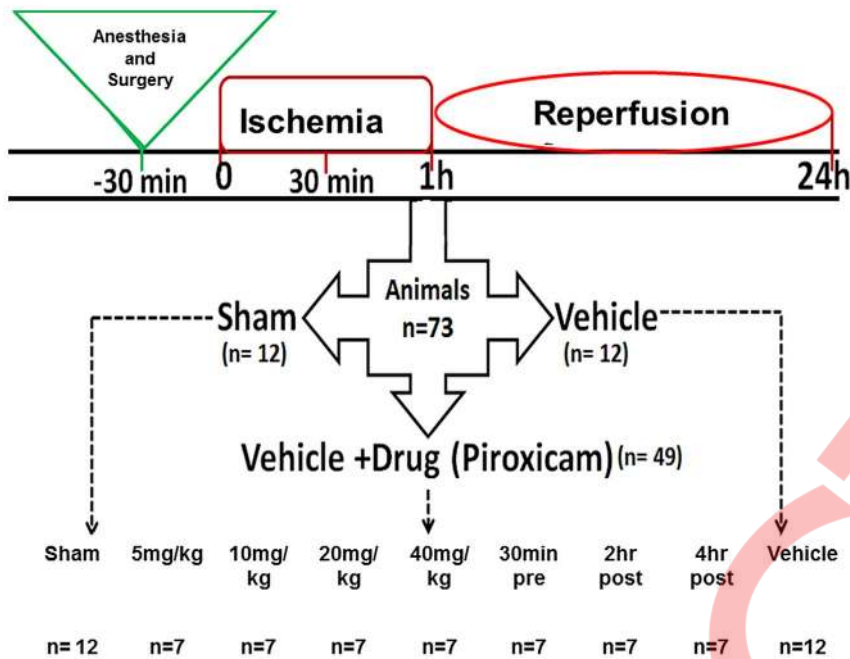 Anesthesia
and
Surgery
Ischemia
Reperfusion
-30 min 0 30 min 1h 24h
Animals
n=73
Sham
(n= 12)
Vehicle
(n= 12)
Vehicle +Drug (Piroxicam) (n= 49)
Sham 5mg/kg 10mg/ 20mg/ 40mg/ 30min 2hr 4hr Vehicle
kg kg kg pre post post
n= 12 n=7 n=7 n=7 n=7 n=7 n=7 n=7 n=12